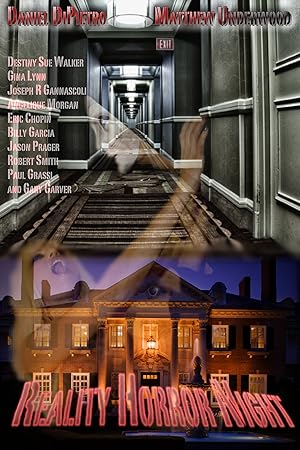 Daniel DiPietro Matthew Underwood
EXIT
Destiny Sue Walker
Gina Lynn
Joseph R Gannascoli
Angelique Morgan
Eric Chopin
Billy Garcia
Jason Prager
Robert Smith
Paul Grassi
and Gary Garver
Reality Horror Night